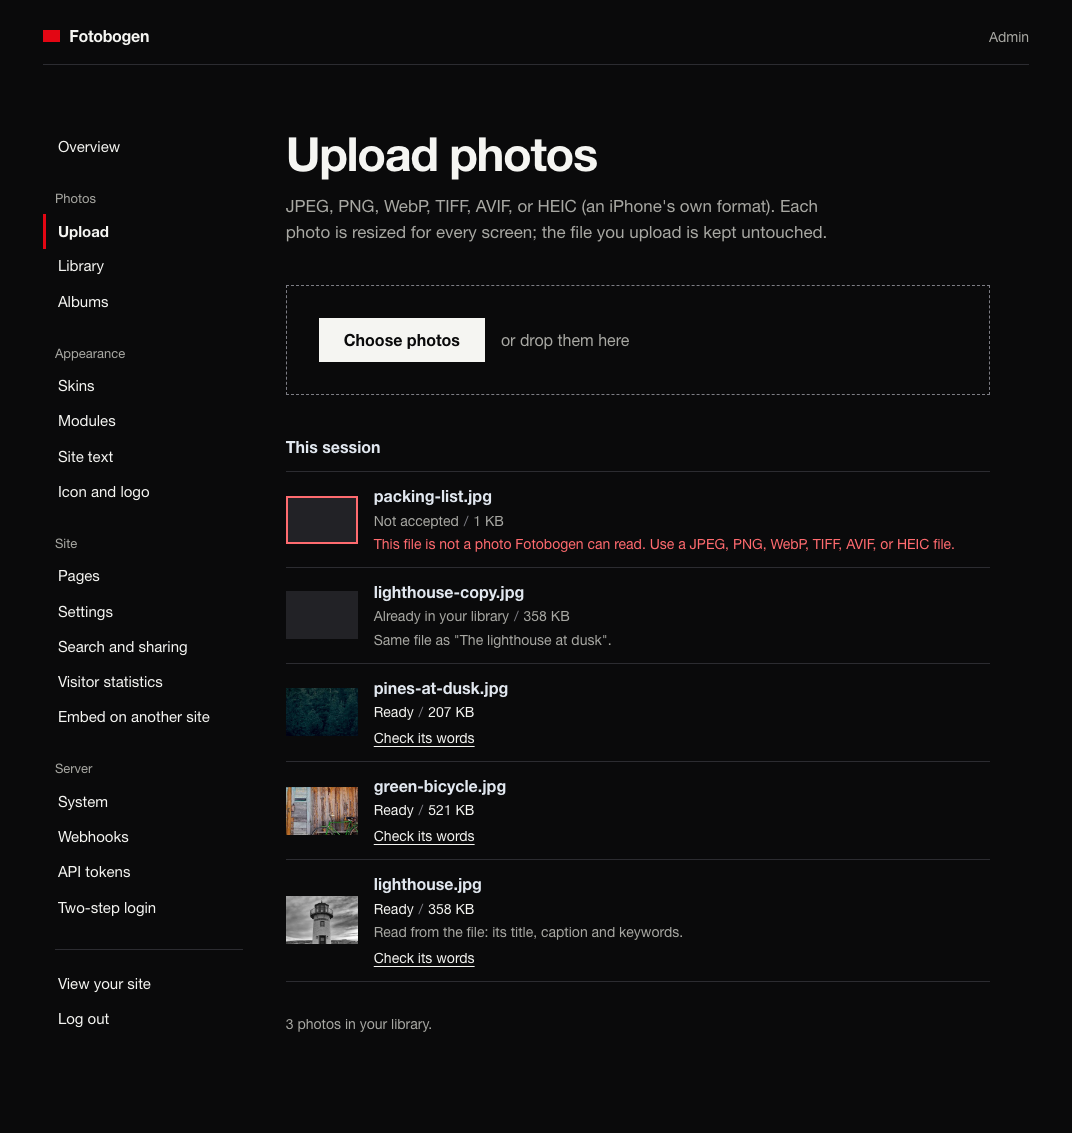 Fotobogen
Admin
Overview
Photos
Upload
Library
Albums
Appearance
Skins
Modules
Site text
Icon and logo
Site
Pages
Settings
Search and sharing
Visitor statistics
Embed on another site
Server
System
Webhooks
API tokens
Two-step login
View your site
Log out
Upload photos
JPEG, PNG, WebP, TIFF, AVIF, or HEIC (an iPhone's own format). Each
photo is resized for every screen; the file you upload is kept untouched.
Choose photos or drop them here
This session
packing-list.jpg
Not accepted / 1 KB
This file is not a photo Fotobogen can read. Use a JPEG, PNG, WebP, TIFF, AVIF, or HEIC file.
lighthouse-copy.jpg
Already in your library / 358 KB
Same file as "The lighthouse at dusk".
pines-at-dusk.jpg
Ready / 207 KB
Check its words
green-bicycle.jpg
Ready / 521 KB
Check its words
lighthouse.jpg
Ready / 358 KB
Read from the file: its title, caption and keywords.
Check its words
3 photos in your library.